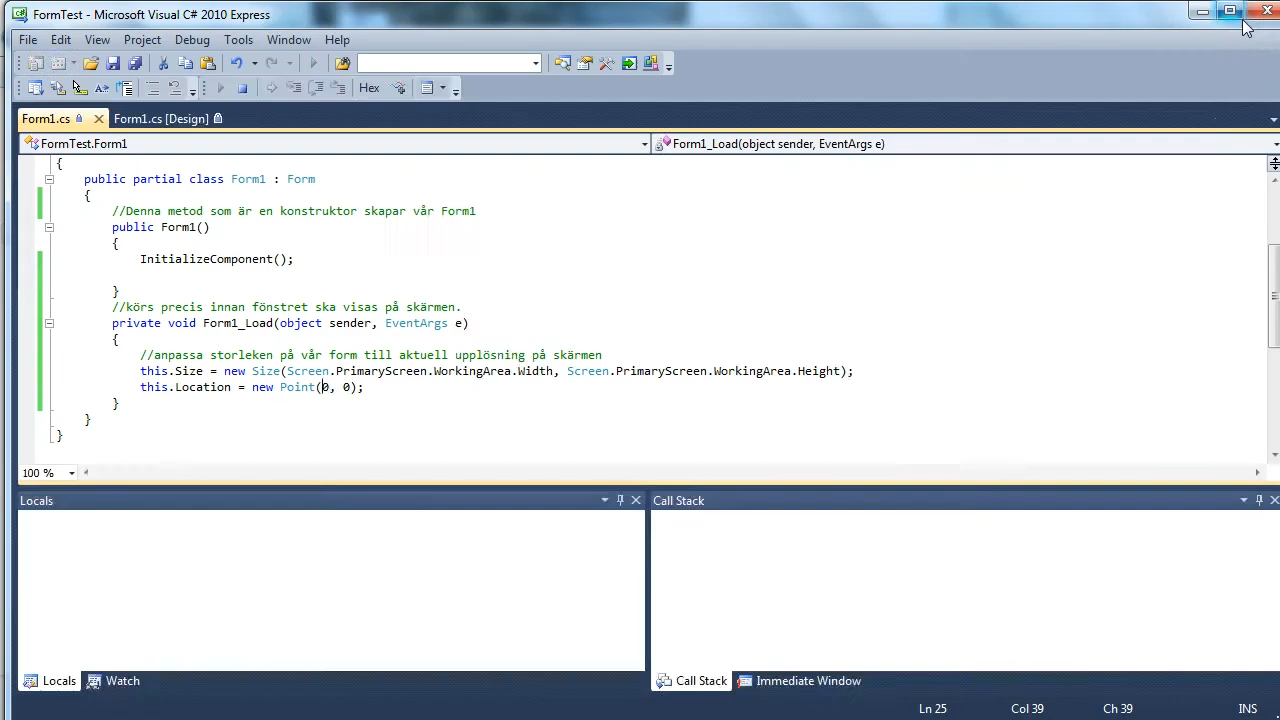 FormTest - Microsoft Visual C# 2010 Express
File Edit View Project Debug Tools Window Help
Hex
Form1.cs Form1.cs [Design]
FormTest.Form1 Form1_Load(object sender, EventArgs e)
{
public partial class Form1 : Form
{
//Denna metod som är en konstruktor skapar vår Form1
public Form1()
{
InitializeComponent();
}
//körs precis innan fönstret ska visas på skärmen.
private void Form1_Load(object sender, EventArgs e)
{
//anpassa storleken på vår form till aktuell upplösning på skärmen
this.Size = new Size(Screen.PrimaryScreen.WorkingArea.Width, Screen.PrimaryScreen.WorkingArea.Height);
this.Location = new Point(0, 0);
}
}
}
100 %
Locals Call Stack
Locals Watch Call Stack Immediate Window
Ln 25 Col 39 Ch 39 INS